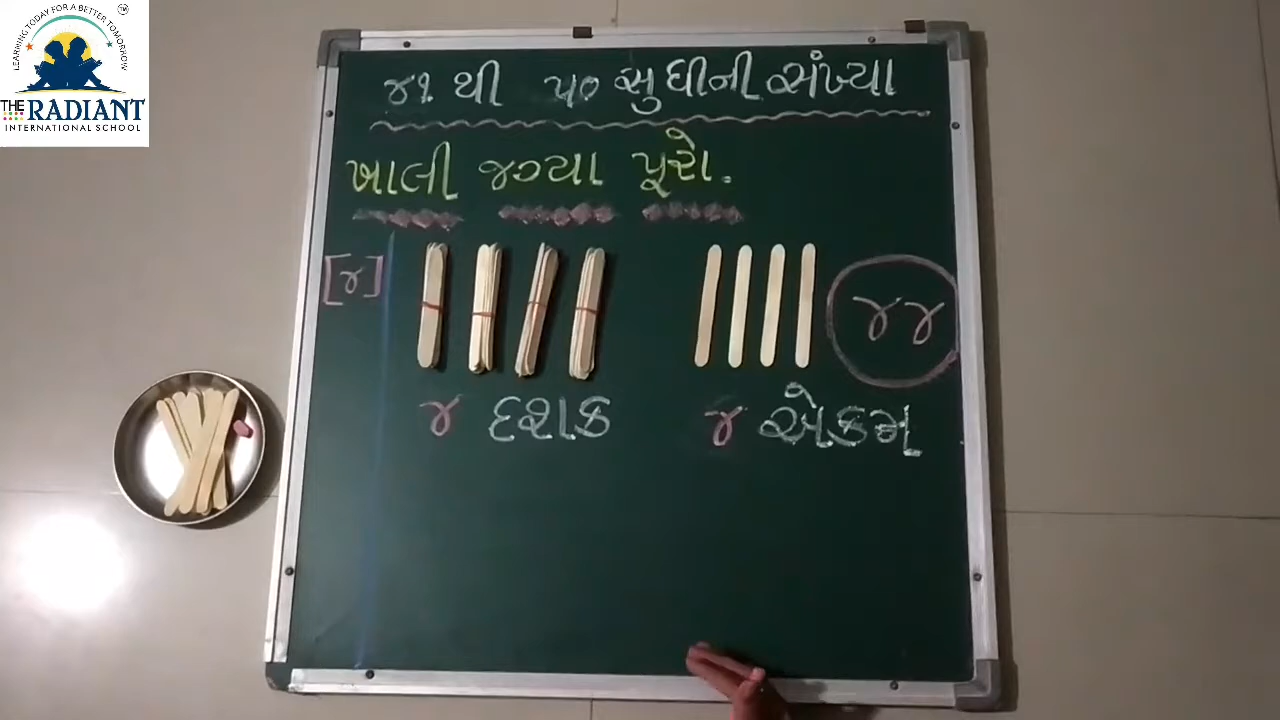 LEARNING TODAY FOR A BETTER TOMORROW
THE RADIANT
INTERNATIONAL SCHOOL
૪૧ થી ૫૦ સુધીની સંખ્યા
ખાલી જગ્યા પૂરો.
[૪]
૪૪
૪ દશક ૪ એકમ